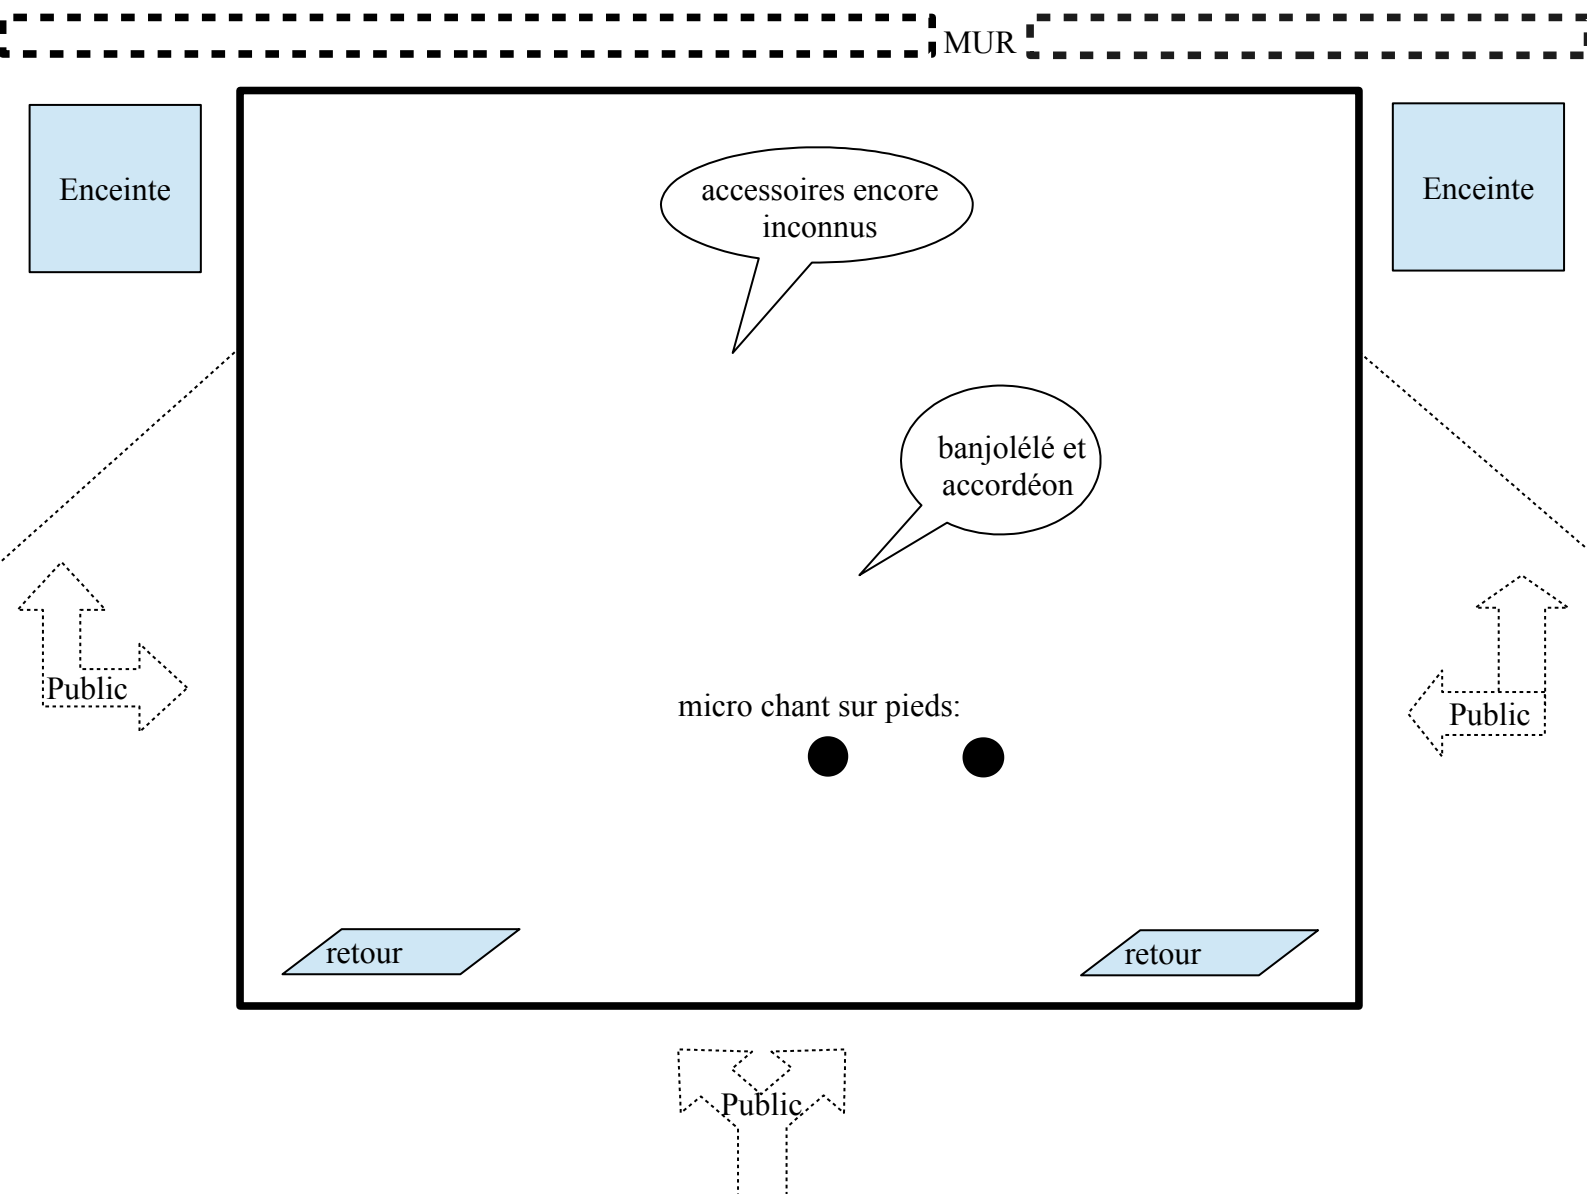 MUR
Enceinte
Enceinte
accessoires encore
inconnus
banjolélé et
accordéon
Public
micro chant sur pieds:
Public
retour
retour
Public